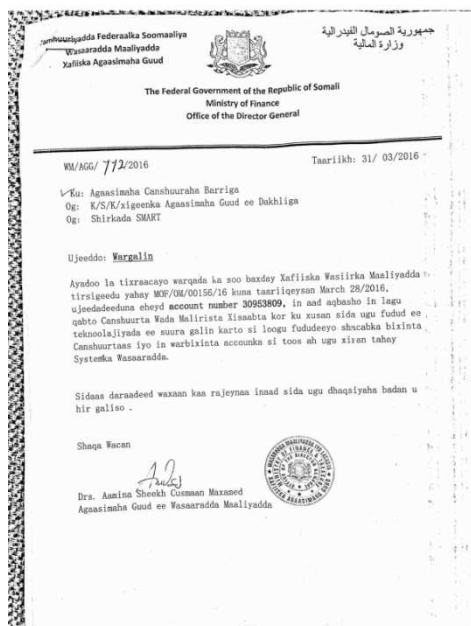 Jamhuuriyadda Federaalka Soomaaliya
Wasaaradda Maaliyadda
Xafiiska Agaasimaha Guud
جمهورية الصومال الفيدرالية
وزارة المالية
The Federal Government of the Republic of Somali
Ministry of Finance
Office of the Director General
WM/AGG/ 712/2016
Taariikh: 31/ 03/2016
Ku: Agaasimaha Canshuuraha Barriga
Og: K/S/K/xigeenka Agaasimaha Guud ee Dakhliga
Og: Shirkada SMART
Ujeeddo: Wargalin
Ayadoo la tixraacayo warqada ka soo baxday Xafiiska Wasiirka Maaliyadda
tirsigeedu yahay MOF/OM/00156/16 kuna taariiqeysan March 28/2016,
ujeedadeeduna eheyd account number 30953809, in aad aqbasho in lagu
qabto Canshuurta Wada Malirista Xisaabta kor ku xusan sida ugu fudud ee
teknoolajiyada ee suura galin karto si loogu fududeeyo shacabka bixinta
Canshuurtaas iyo in warbixinta accounka si toos ah ugu xiran tahay
Systemka Wasaaradda.
Sidaas daraadeed waxaan kaa rajeynaa inaad sida ugu dhaqsiyaha badan u
hir galiso .
Shaqa Wacan
Drs. Aamina Sheekh Cusmaan Maxamed
Agaasimaha Guud ee Wasaaradda Maaliyadda